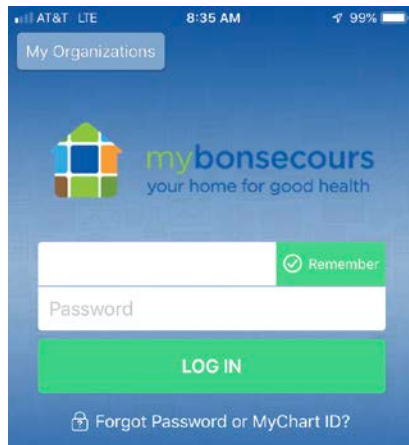 AT&T LTE 8:35 AM 99%
My Organizations
mybonsecours
your home for good health
Remember
Password
LOG IN
Forgot Password or MyChart ID?